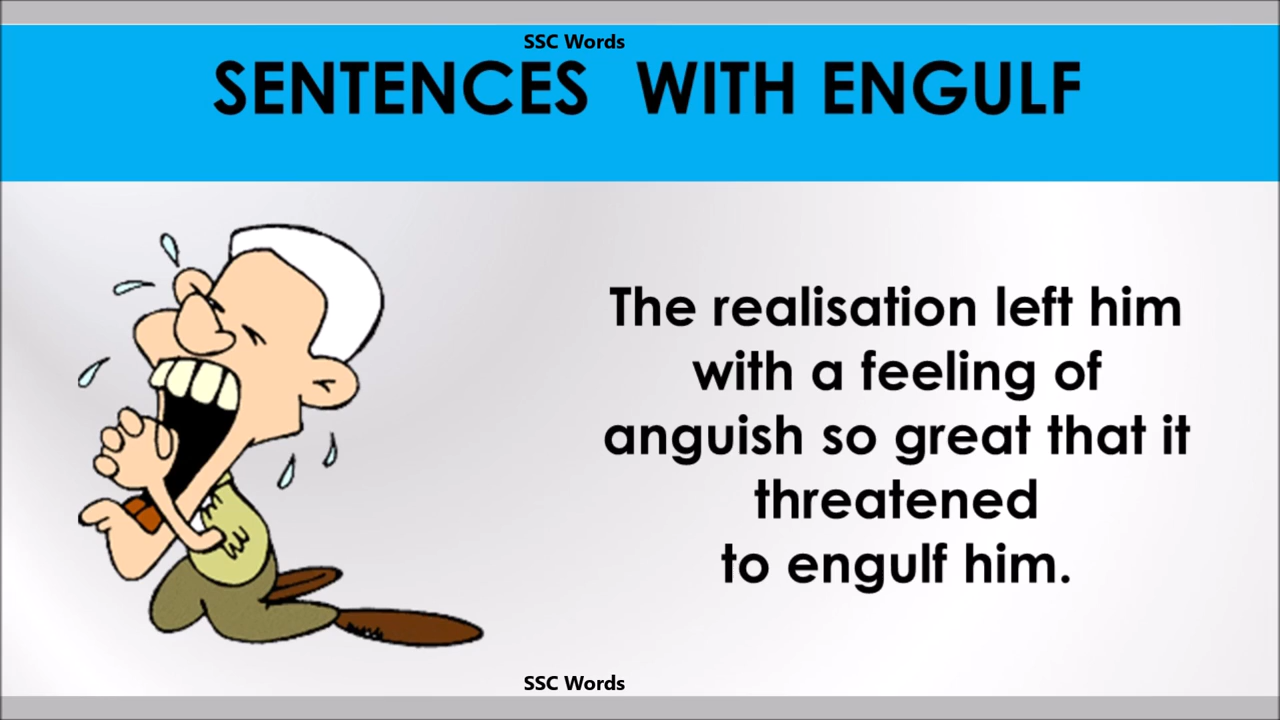 SSC Words
SENTENCES WITH ENGULF
The realisation left him
with a feeling of
anguish so great that it
threatened
to engulf him.
SSC Words